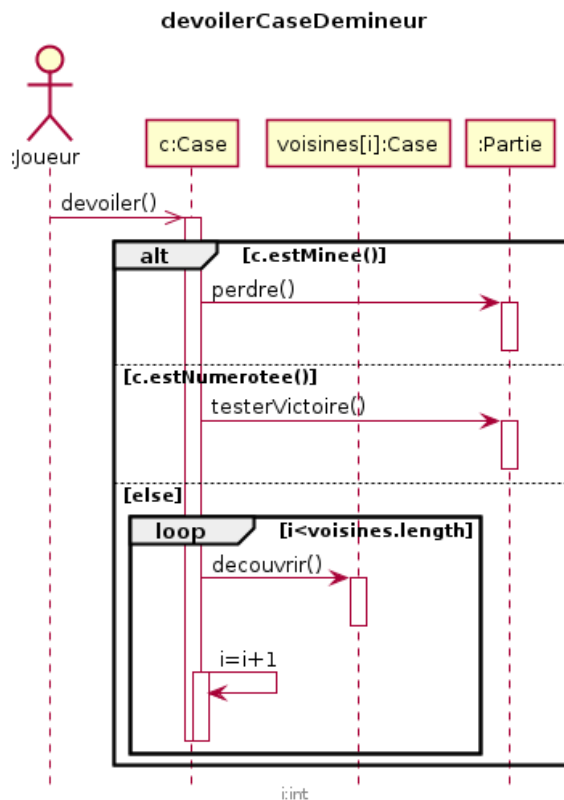 devoilerCaseDemineur
:Joueur
c:Case
voisines[i]:Case
:Partie
devoiler()
alt
[c.estMinee()]
perdre()
[c.estNumerotee()]
testerVictoire()
[else]
loop
[i<voisines.length]
decouvrir()
i=i+1
i:int